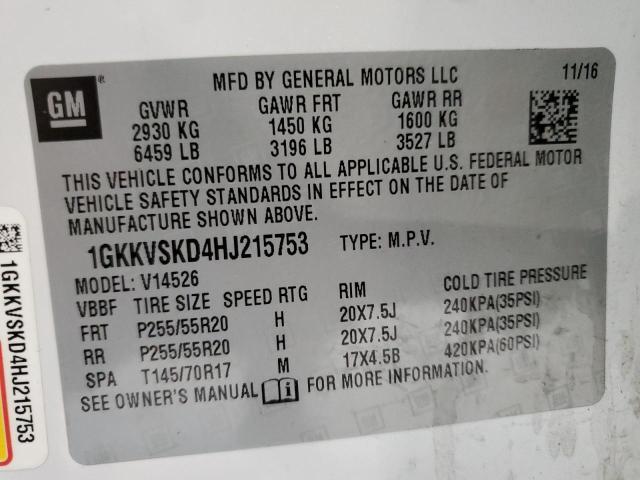 GM
MFD BY GENERAL MOTORS LLC 11/16
GVWR GAWR FRT GAWR RR
2930 KG 1450 KG 1600 KG
6459 LB 3196 LB 3527 LB
THIS VEHICLE CONFORMS TO ALL APPLICABLE U.S. FEDERAL MOTOR
VEHICLE SAFETY STANDARDS IN EFFECT ON THE DATE OF
MANUFACTURE SHOWN ABOVE.
1GKKVSKD4HJ215753 TYPE: M.P.V.
MODEL: V14526
VBBF TIRE SIZE SPEED RTG RIM COLD TIRE PRESSURE
FRT P255/55R20 H 20X7.5J 240KPA(35PSI)
RR P255/55R20 H 20X7.5J 240KPA(35PSI)
SPA T145/70R17 M 17X4.5B 420KPA(60PSI)
SEE OWNER'S MANUAL i FOR MORE INFORMATION.
1GKKVSKD4HJ215753